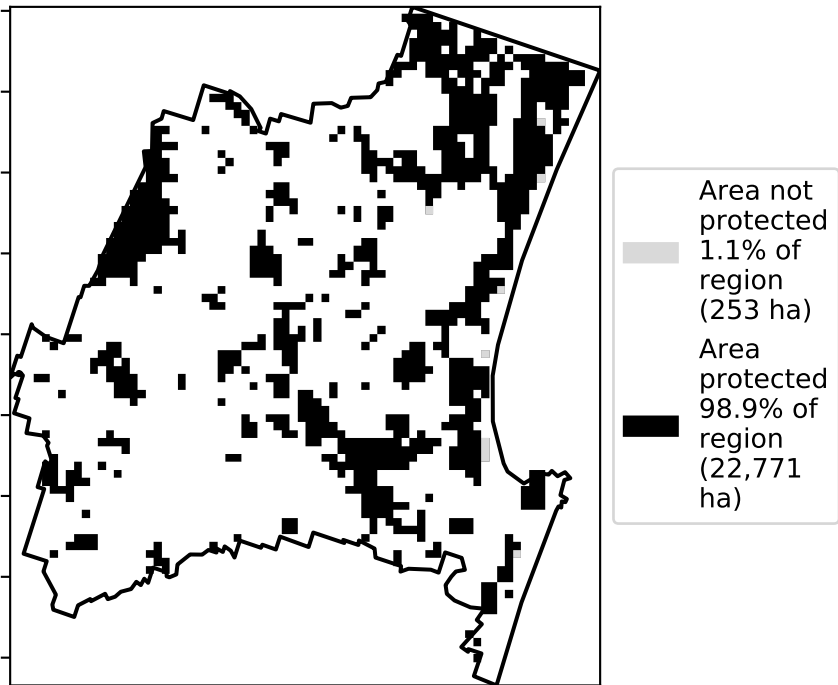 Area not
protected
1.1% of
region
(253 ha)
Area
protected
98.9% of
region
(22,771
ha)